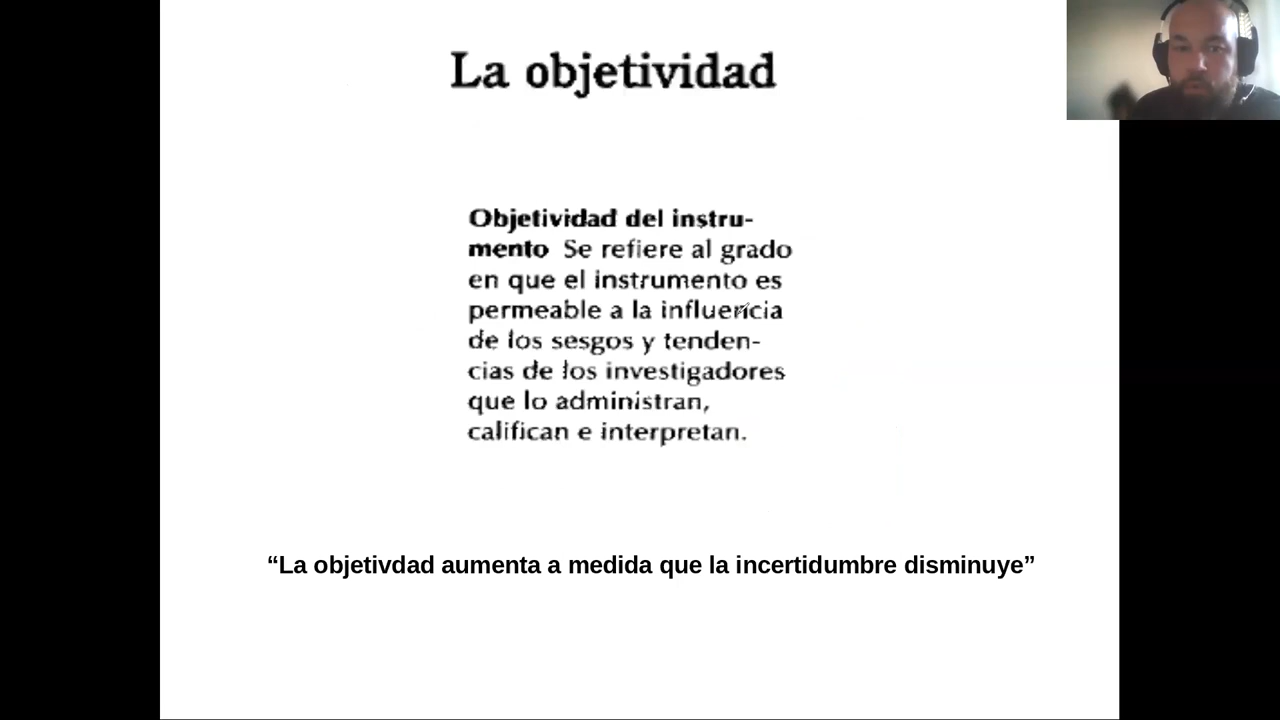 La objetividad
Objetividad del instru-
mento Se refiere al grado
en que el instrumento es
permeable a la influencia
de los sesgos y tenden-
cias de los investigadores
que lo administran,
califican e interpretan.
“La objetivdad aumenta a medida que la incertidumbre disminuye”